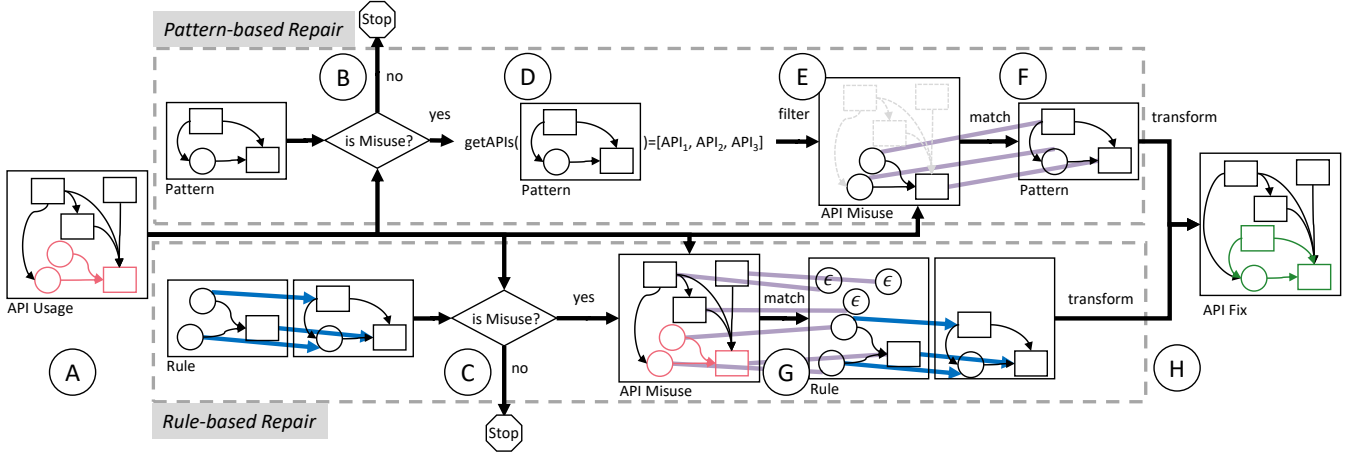 Stop
Pattern-based Repair
B
D
E
F
no
yes
filter
match
transform
is Misuse?
getAPIs(
)=[API₁, API₂, API₃]
Pattern
Pattern
API Misuse
Pattern
API Usage
API Fix
ϵ
ϵ
ϵ
yes
match
transform
is Misuse?
Rule
A
C
no
API Misuse
G
Rule
H
Rule-based Repair
Stop